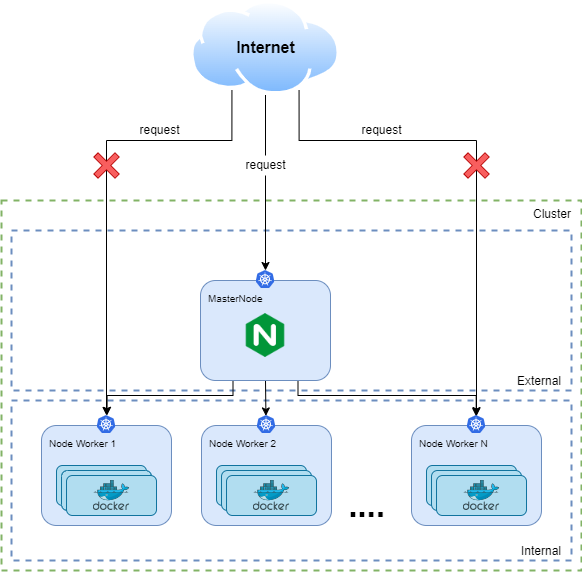 Internet
request
request
request
Cluster
MasterNode
N
External
Node Worker 1
Node Worker 2
Node Worker N
docker
docker
....
docker
Internal